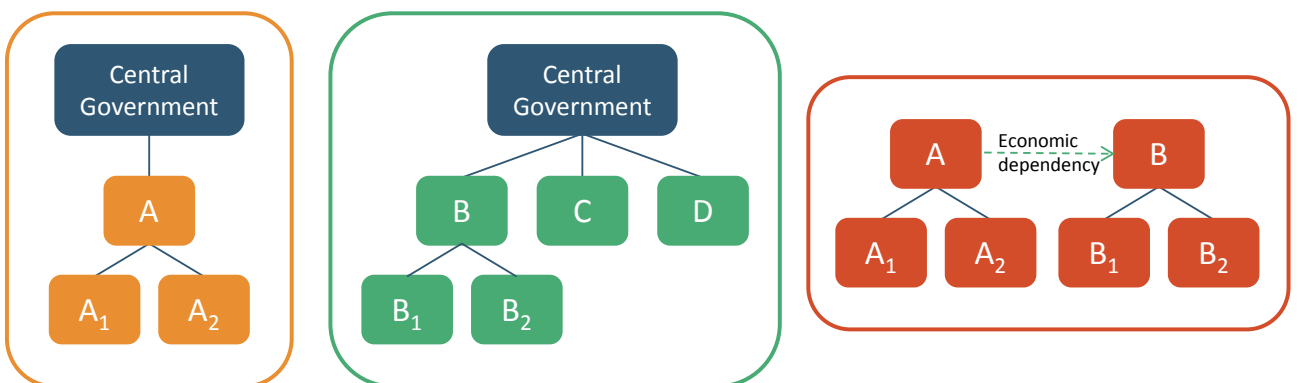 Central
Government
A
A₁
A₂
Central
Government
B
C
D
B₁
B₂
A
Economic
dependency
B
A₁
A₂
B₁
B₂